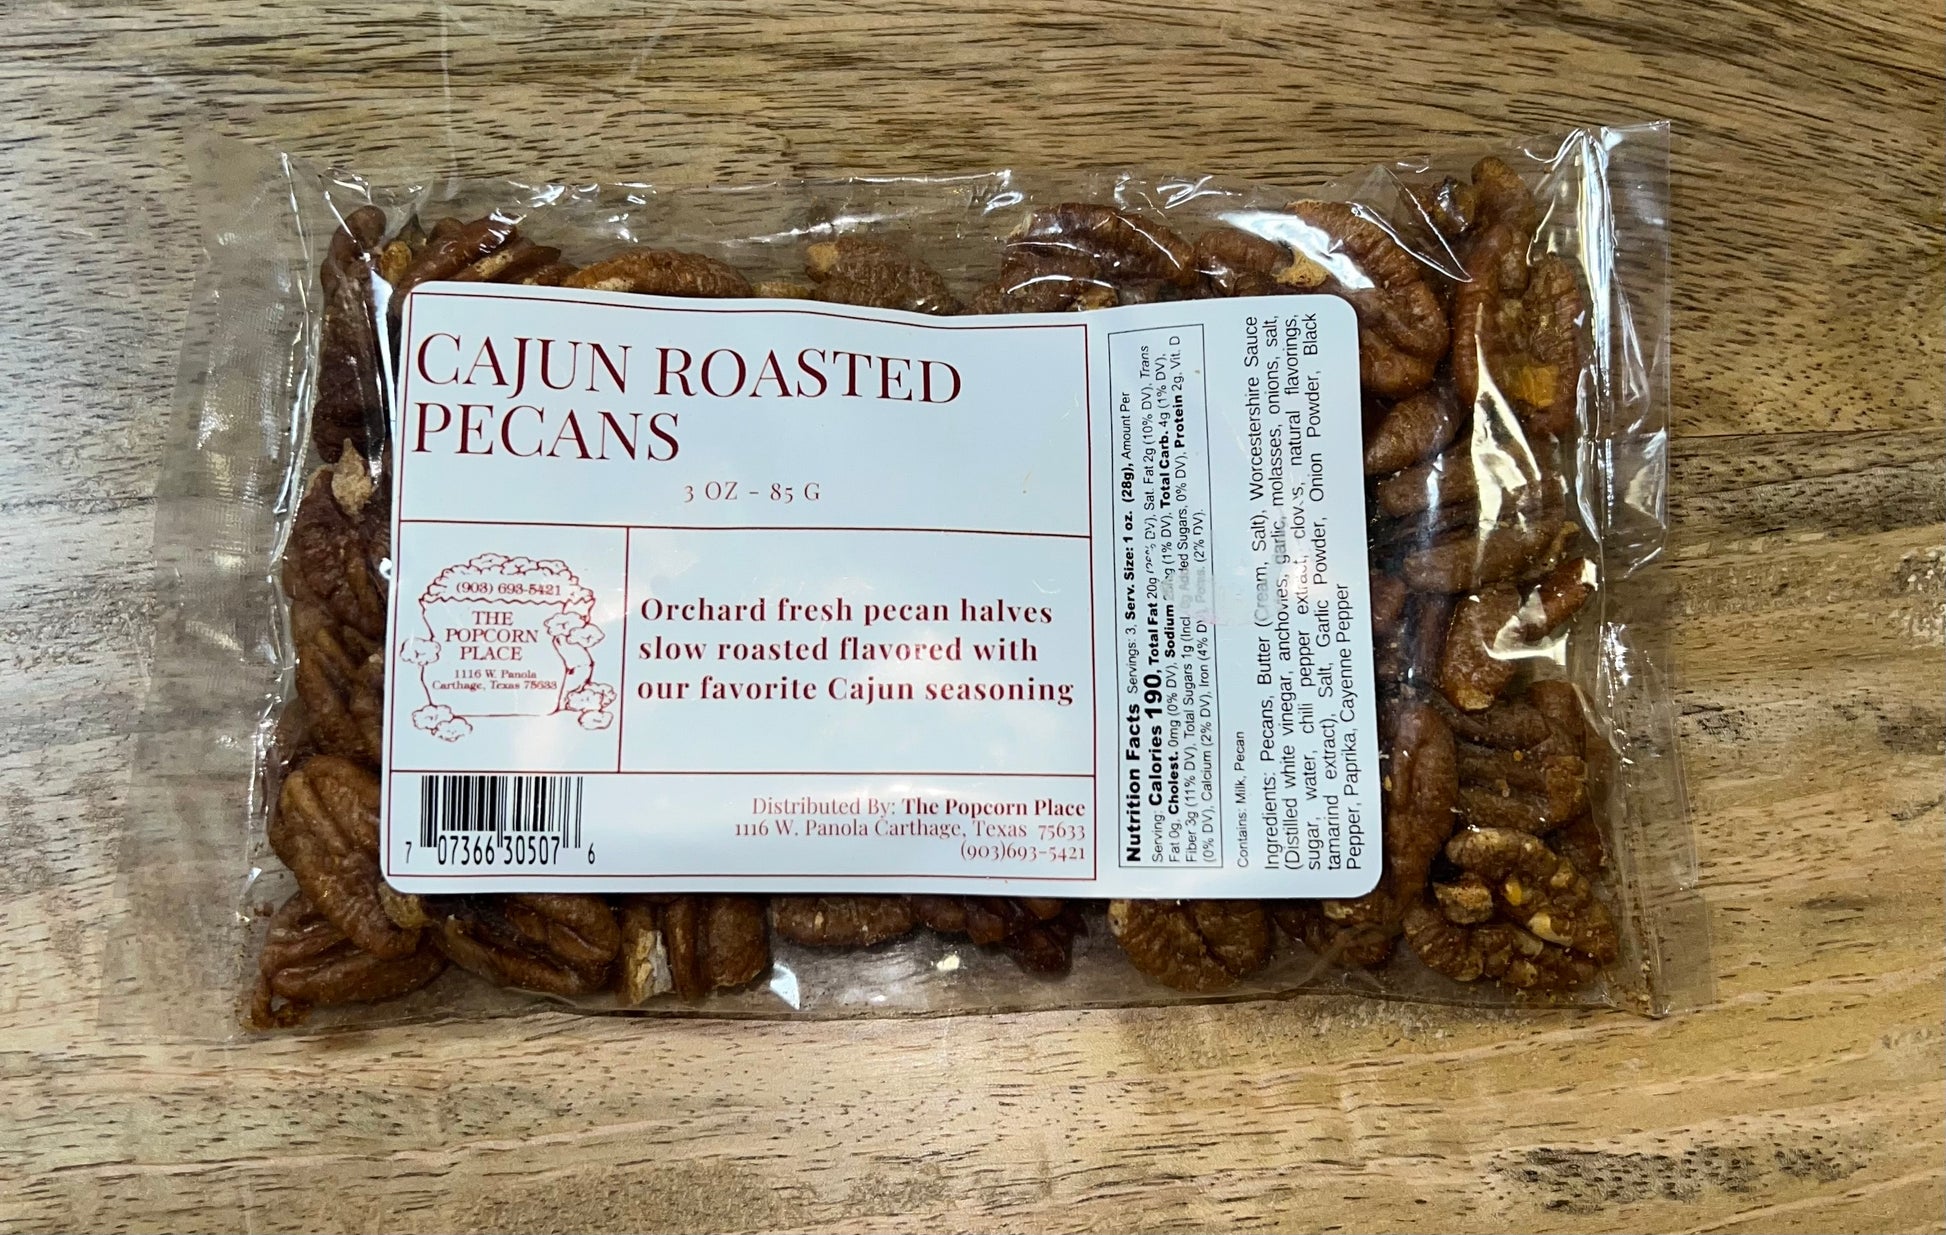 CAJUN ROASTED
PECANS
3 OZ - 85 G
(903) 693-5421
THE
POPCORN
PLACE
1116 W. Panola
Carthage, Texas 75633
Orchard fresh pecan halves
slow roasted flavored with
our favorite Cajun seasoning
7 07366 30507 6
Distributed By: The Popcorn Place
1116 W. Panola Carthage, Texas 75633
(903)693-5421
Nutrition Facts Servings: 3, Serv. Size: 1 oz. (28g), Amount Per
Serving: Calories 190, Total Fat 20g DV), Sat. Fat 2g (10% DV), Trans
Fat 0g, Cholest. 0mg (0% DV), Sodium (1% DV), Total Carb. 4g (1% DV),
Fiber 3g (11% DV), Total Sugars 1g (Incl. 0g Added Sugars, 0% DV), Protein 2g, Vit. D
(0% DV), Calcium (2% DV), Iron (4% DV), Potas. (2% DV).
Contains: Milk, Pecan
Ingredients: Pecans, Butter (Cream, Salt), Worcestershire Sauce
(Distilled white vinegar, anchovies, garlic, molasses, onions, salt,
sugar, water, chili pepper extract, cloves, natural flavorings,
tamarind extract), Salt, Garlic Powder, Onion Powder, Black
Pepper, Paprika, Cayenne Pepper